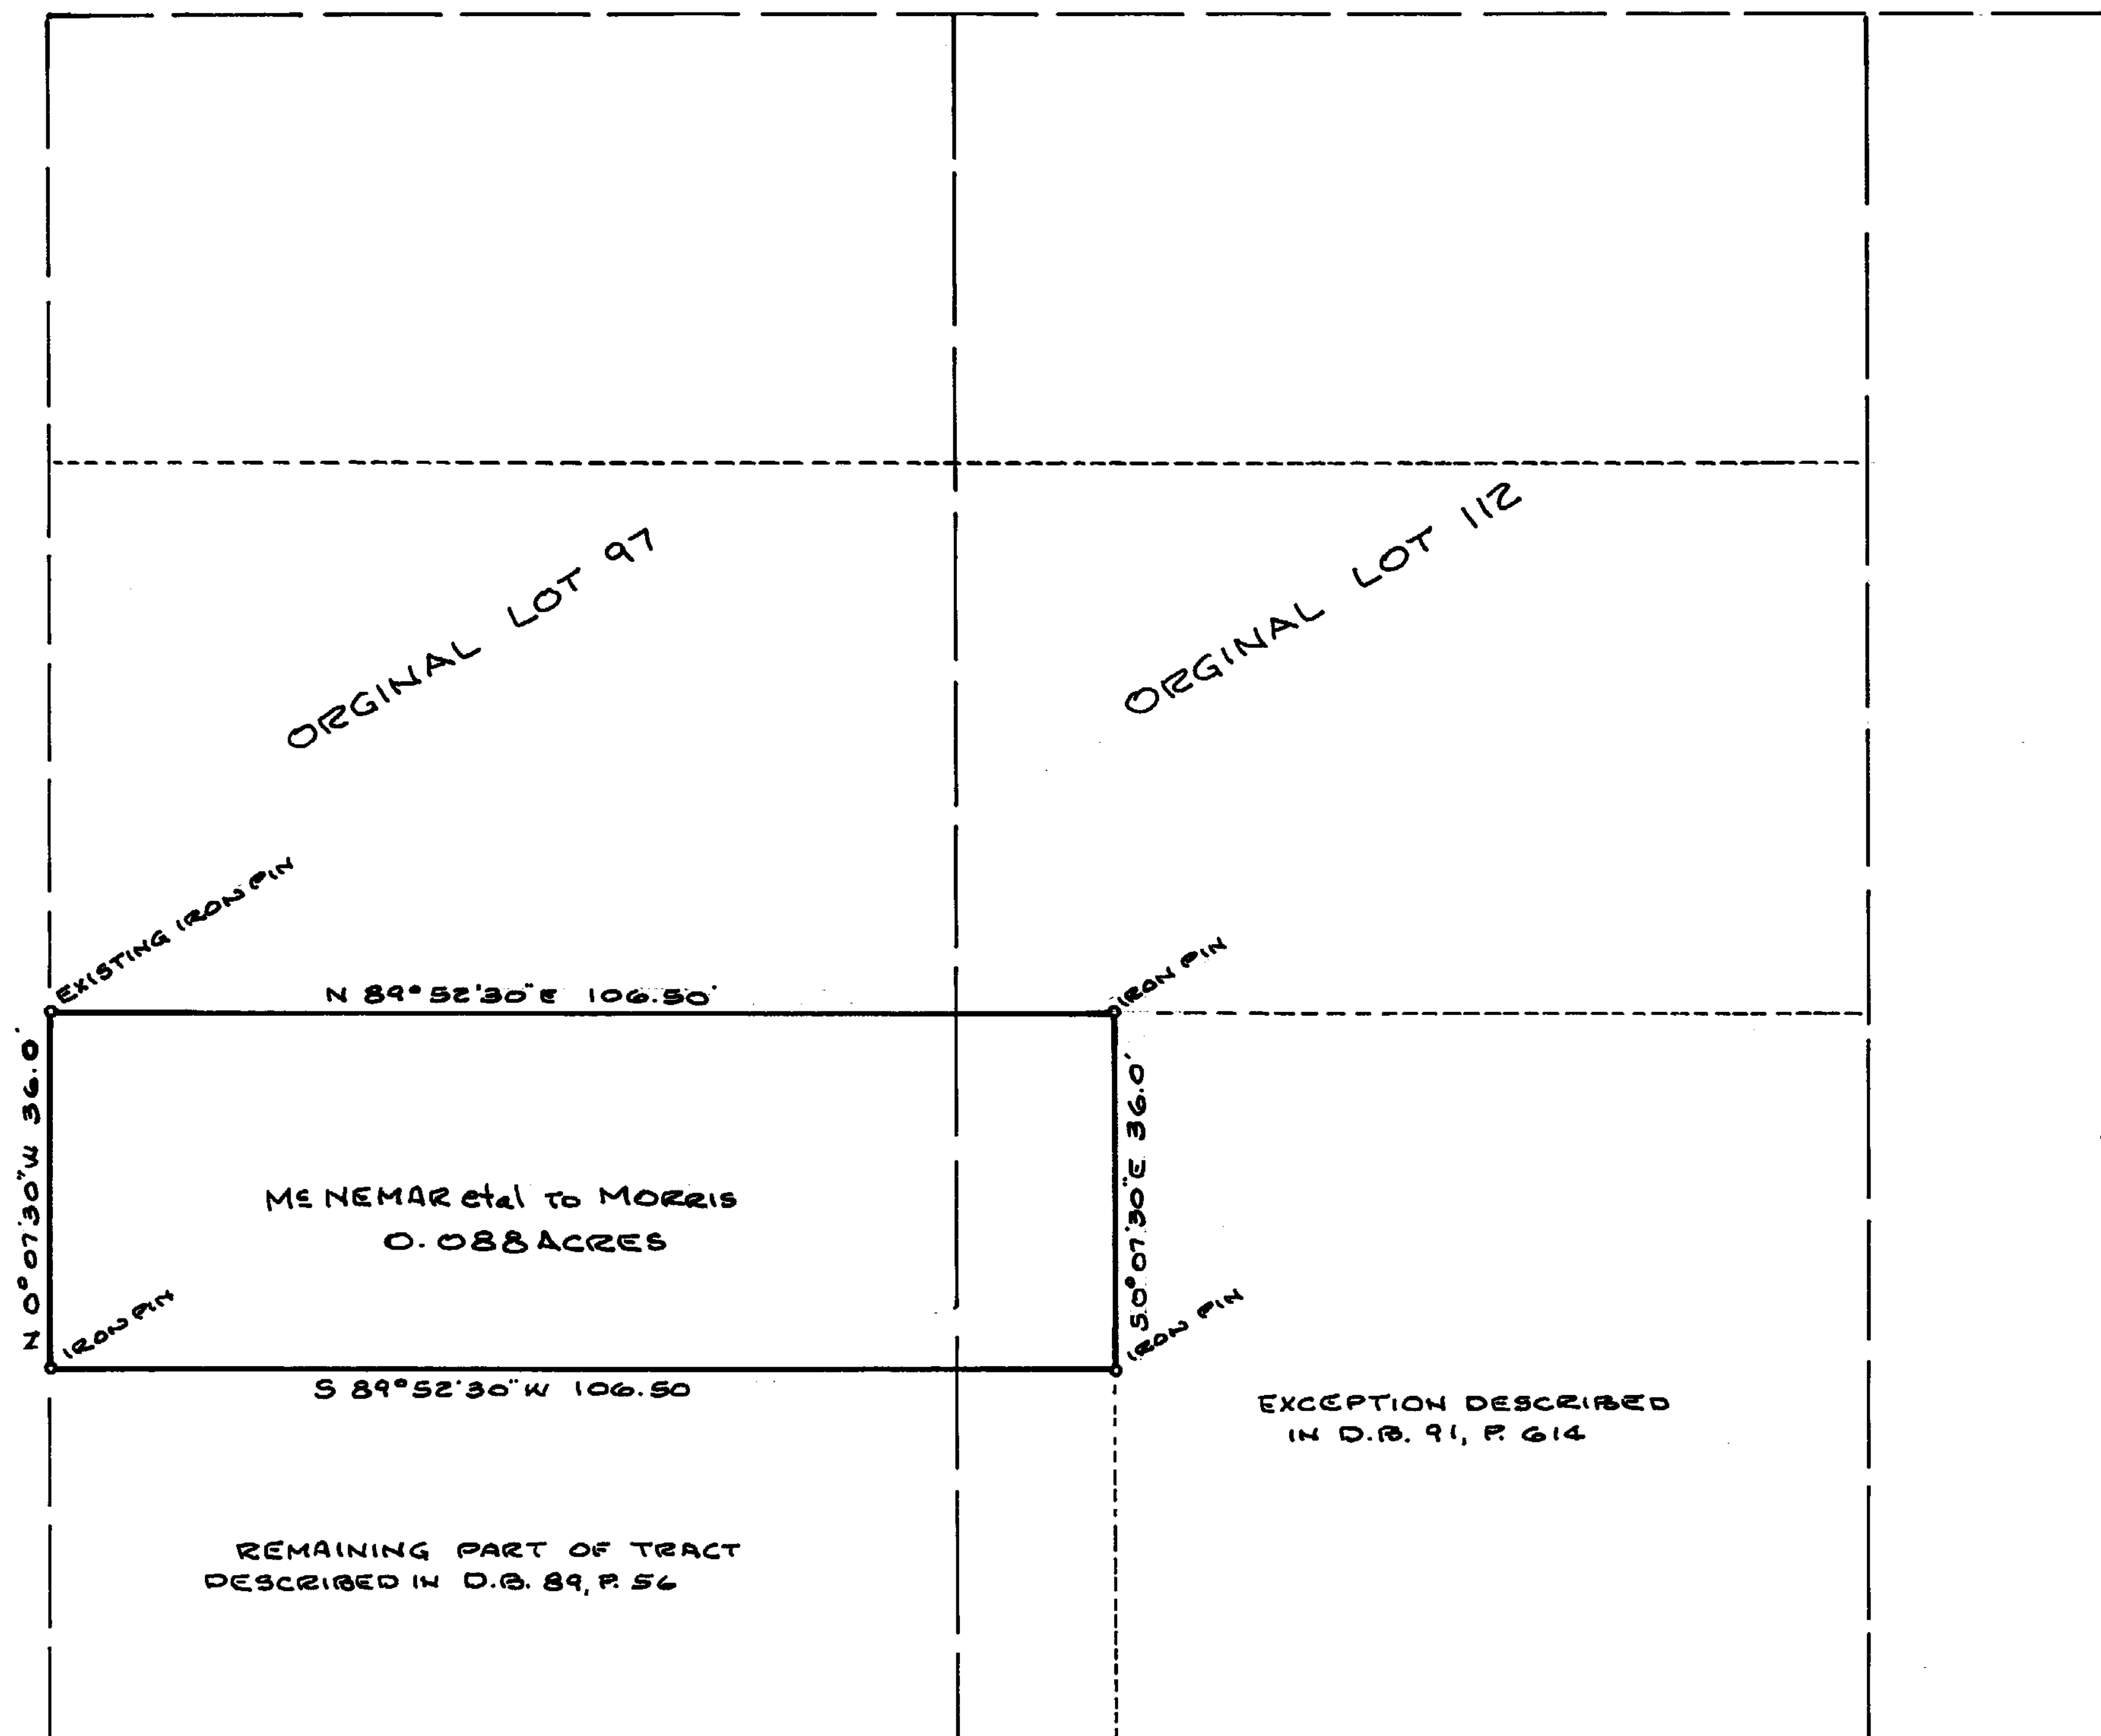 ORGINAL LOT 97
ORGINAL LOT 112
EXISTING IRON PIN
IRON PIN
N 89°52'30"E 106.50'
N 0°07'30"W 36.0'
S 0°07'30"E 36.0'
Mc NEMAR etal TO MORRIS
0.088 ACRES
IRON PIN
IRON PIN
S 89°52'30"W 106.50
EXCEPTION DESCRIBED
IN D.B. 91, P. 614
REMAINING PART OF TRACT
DESCRIBED IN D.B. 89, P. 56